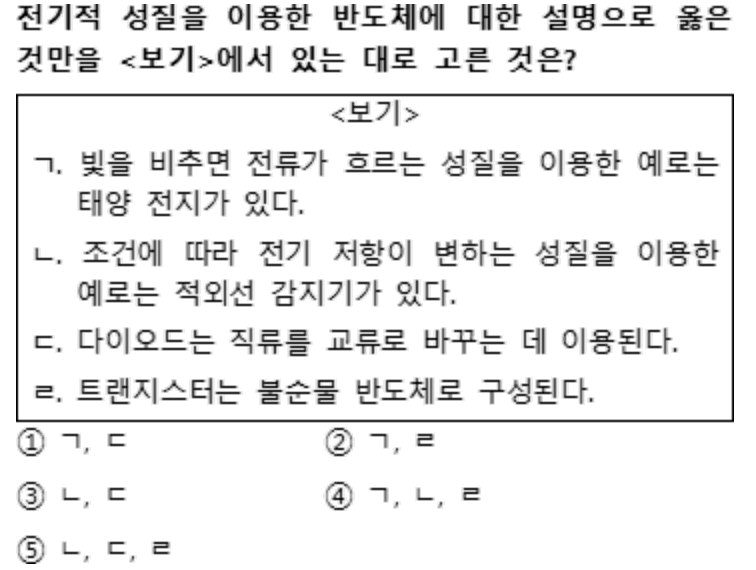 전기적 성질을 이용한 반도체에 대한 설명으로 옳은
것만을 <보기>에서 있는 대로 고른 것은?
<보기>
ㄱ. 빛을 비추면 전류가 흐르는 성질을 이용한 예로는
태양 전지가 있다.
ㄴ. 조건에 따라 전기 저항이 변하는 성질을 이용한
예로는 적외선 감지기가 있다.
ㄷ. 다이오드는 직류를 교류로 바꾸는 데 이용된다.
ㄹ. 트랜지스터는 불순물 반도체로 구성된다.
① ㄱ, ㄷ ② ㄱ, ㄹ
③ ㄴ, ㄷ ④ ㄱ, ㄴ, ㄹ
⑤ ㄴ, ㄷ, ㄹ